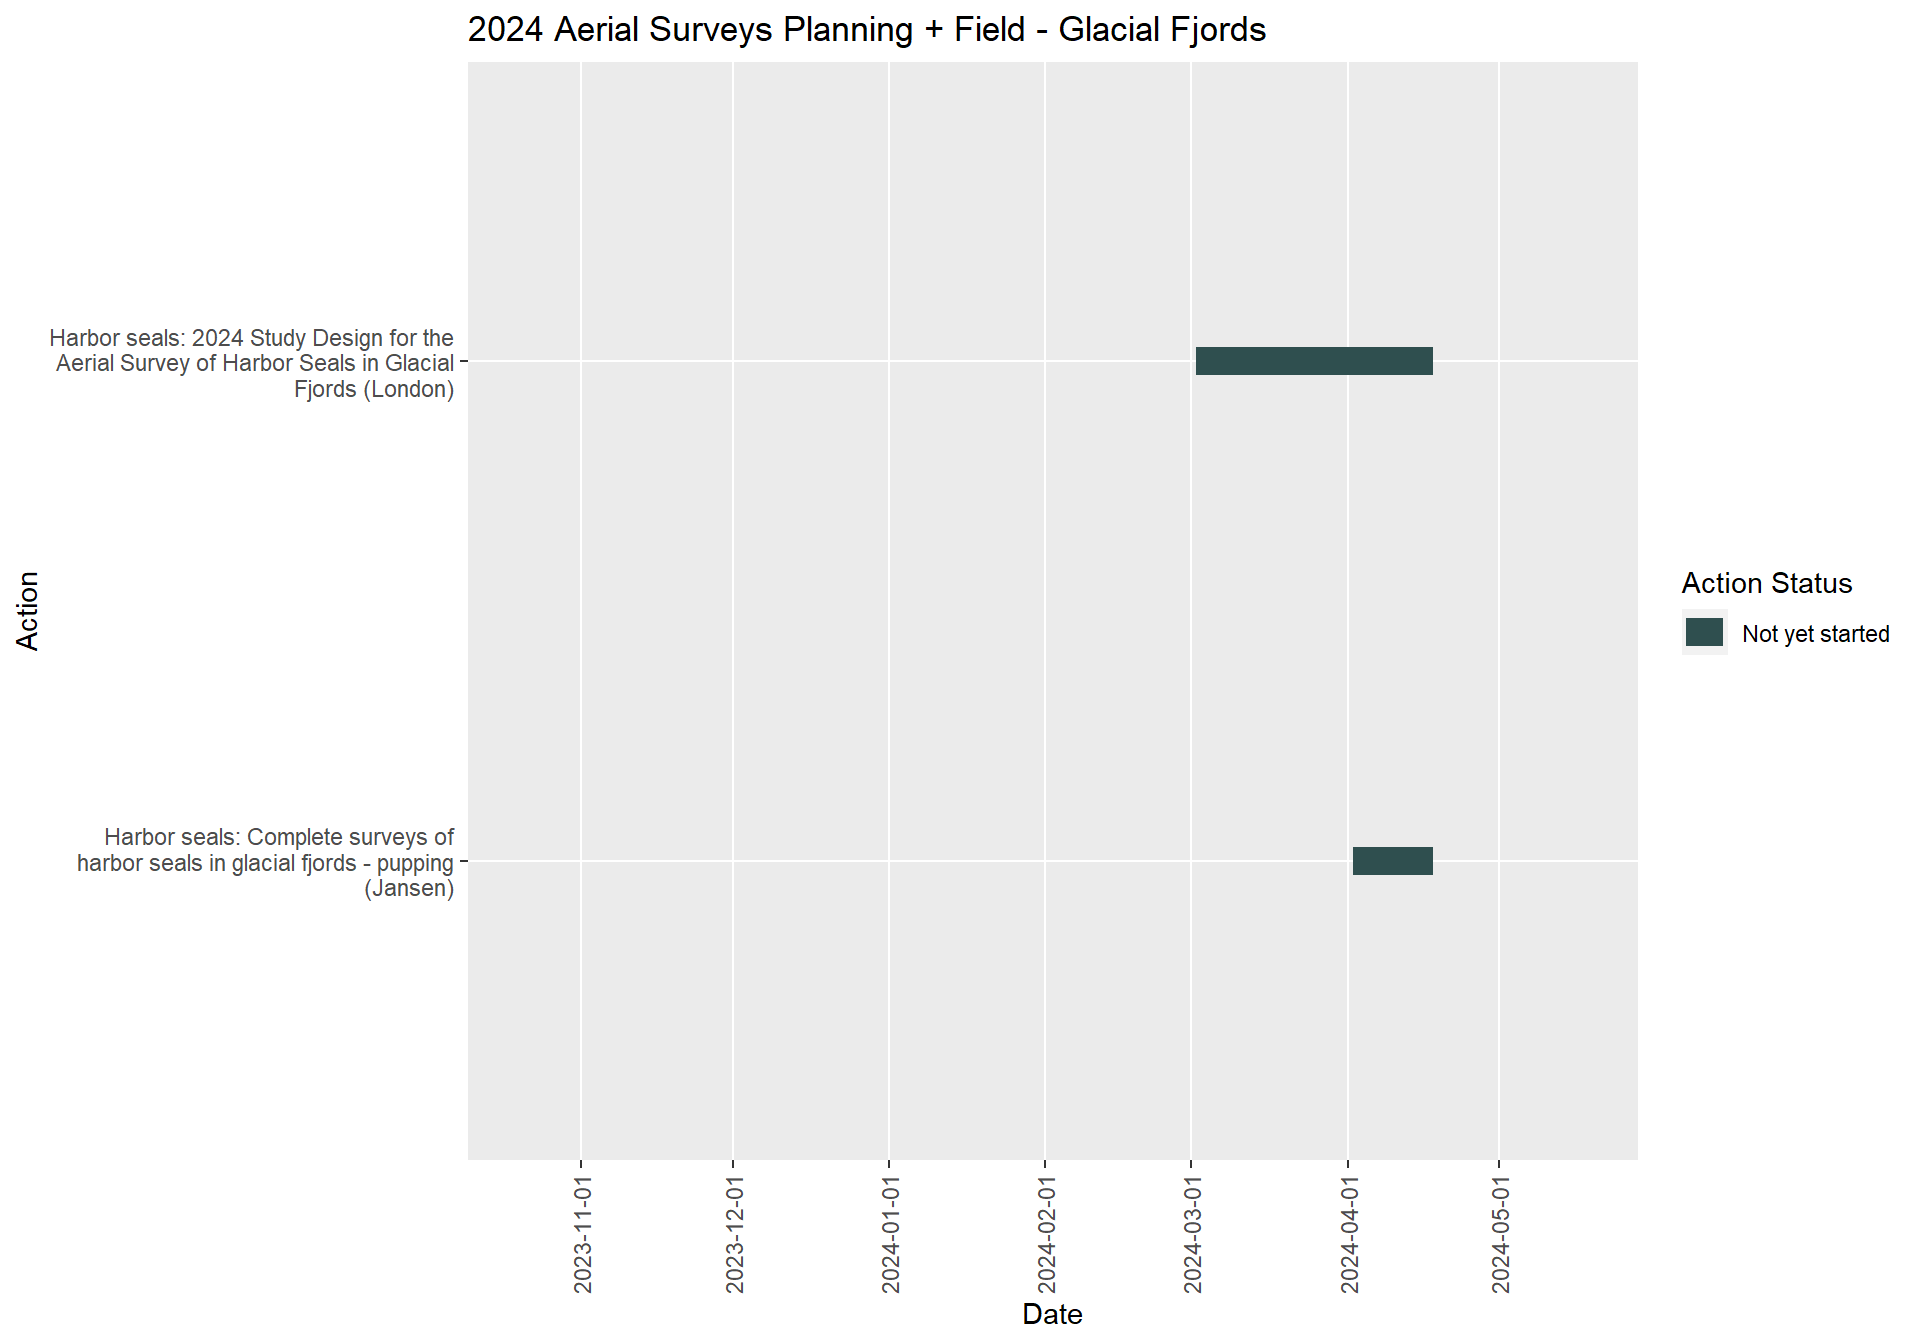 2024 Aerial Surveys Planning + Field - Glacial Fjords
Harbor seals: 2024 Study Design for the
Aerial Survey of Harbor Seals in Glacial
Fjords (London)
Action
Harbor seals: Complete surveys of
harbor seals in glacial fjords - pupping
(Jansen)
Action Status
Not yet started
2023-11-01
2023-12-01
2024-01-01
2024-02-01
2024-03-01
2024-04-01
2024-05-01
Date